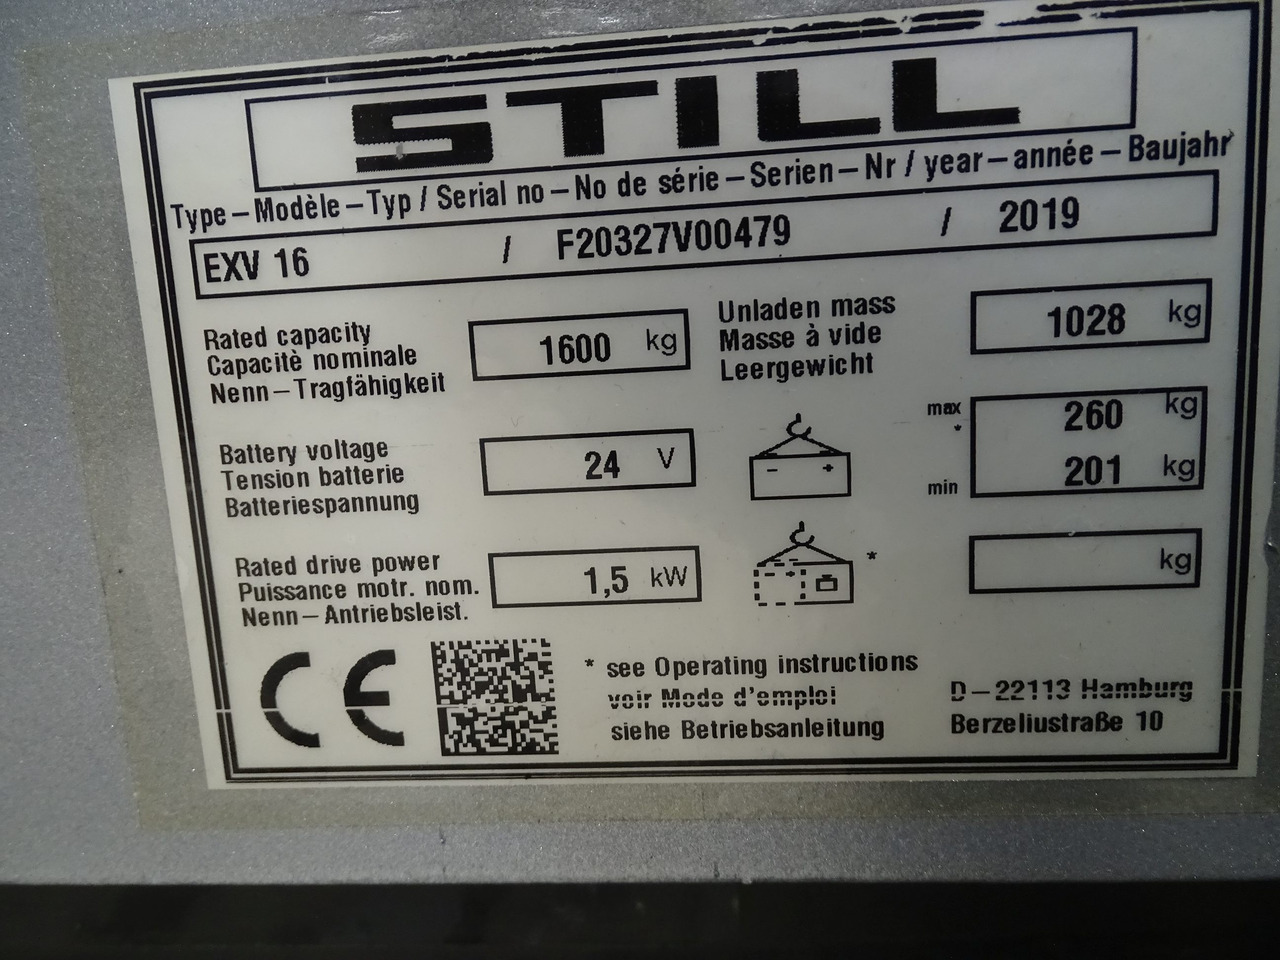 STILL
Type – Modèle – Typ / Serial no – No de série – Serien – Nr / year – année – Baujahr
EXV 16 / F20327V00479 / 2019
Rated capacity
Capacitè nominale
Nenn – Tragfähigkeit
1600 kg
Unladen mass
Masse à vide
Leergewicht
1028 kg
Battery voltage
Tension batterie
Batteriespannung
24 V
- +
max 260 kg
*
min 201 kg
Rated drive power
Puissance motr. nom.
Nenn – Antriebsleist.
1,5 kW
*
kg
CE
* see Operating instructions
voir Mode d'emploi
siehe Betriebsanleitung
D – 22113 Hamburg
Berzeliustraße 10